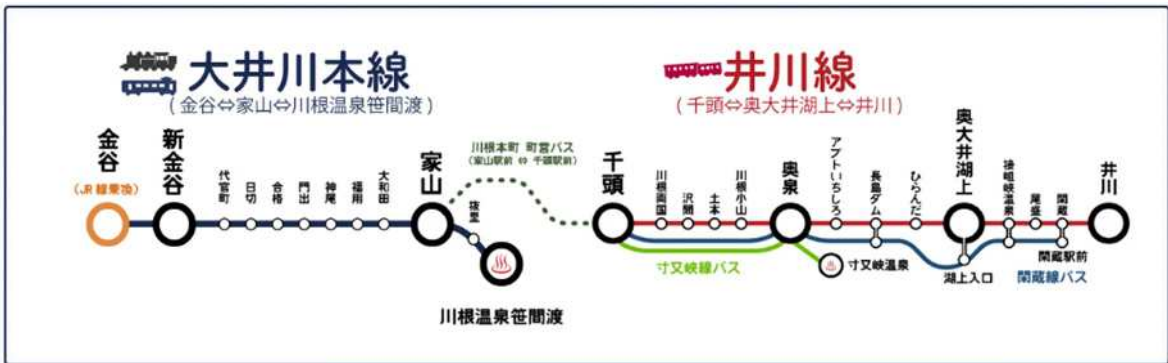 大井川本線
(金谷⇔家山⇔川根温泉笹間渡)
井川線
(千頭⇔奥大井湖上⇔井川)
金谷
(JR線乗換)
新金谷
代官町
日切
合格
門出
神尾
福用
大和田
家山
抜里
川根温泉笹間渡
川根本町 町営バス
(家山駅前 ⇔ 千頭駅前)
千頭
川根両国
沢間
土本
川根小山
奥泉
アプトいちしろ
長島ダム
ひらんだ
奥大井湖上
接岨峡温泉
尾盛
閑蔵
井川
寸又峡線バス
寸又峡温泉
湖上入口
閑蔵駅前
閑蔵線バス